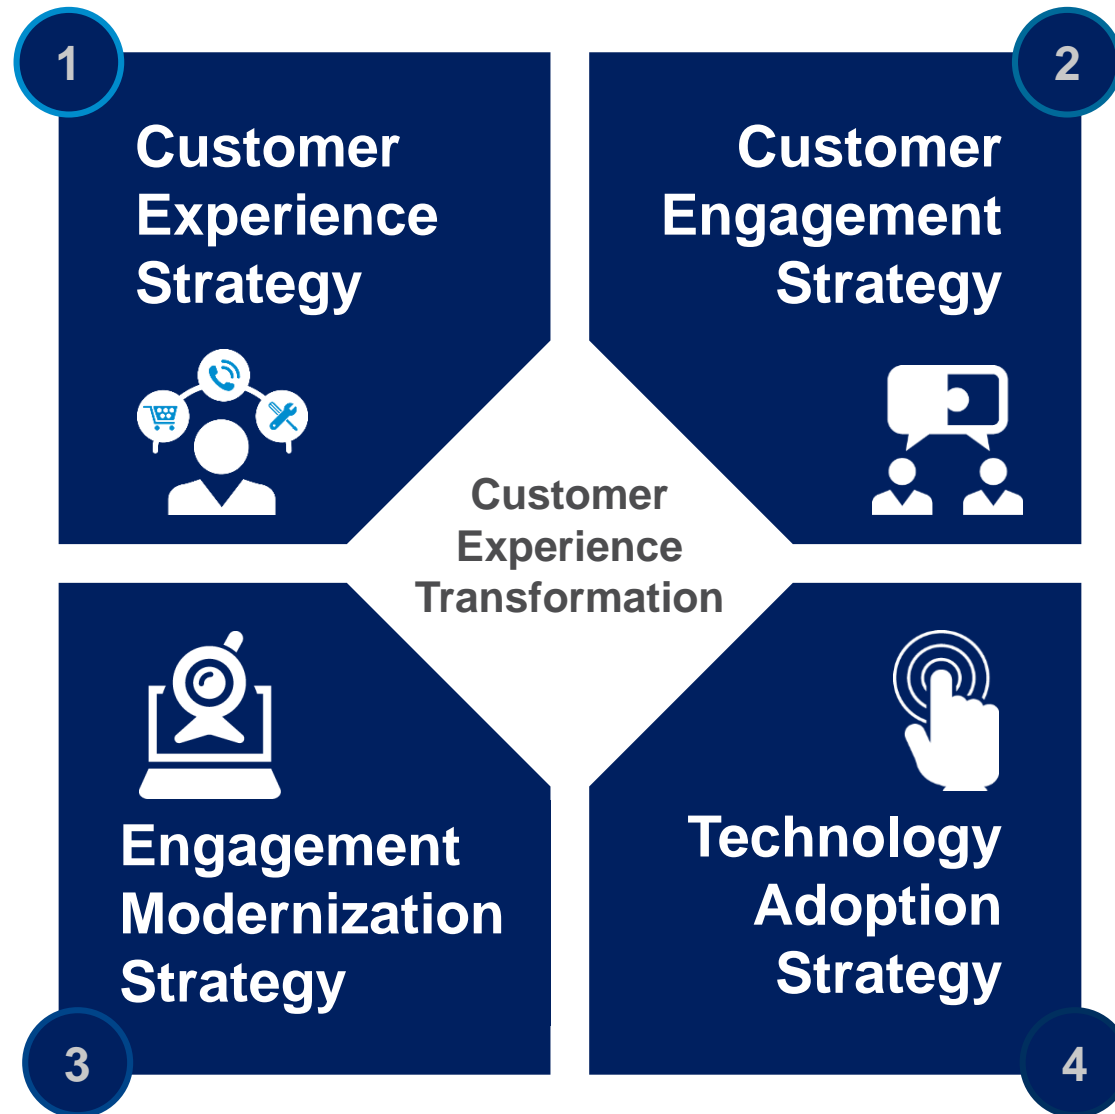 1
Customer
Experience
Strategy
2
Customer
Engagement
Strategy
Customer
Experience
Transformation
Engagement
Modernization
Strategy
3
Technology
Adoption
Strategy
4